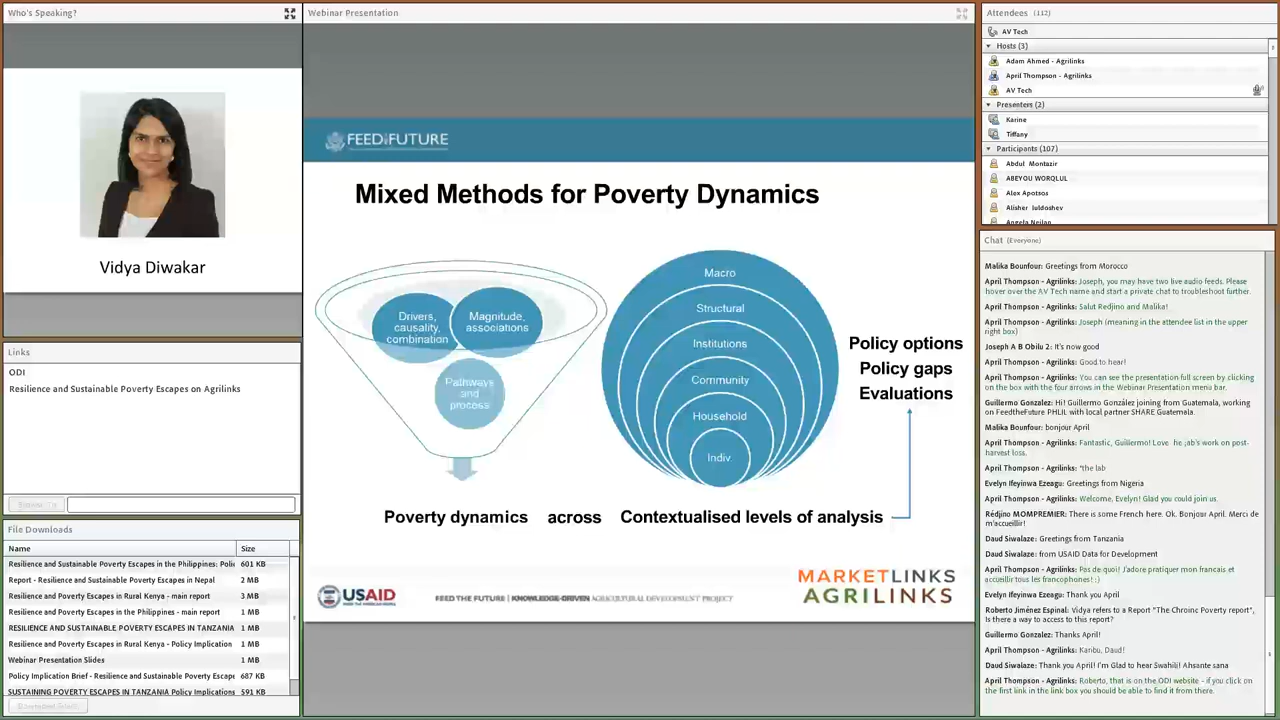 Who's Speaking?
Vidya Diwakar
Links
ODI
Resilience and Sustainable Poverty Escapes on Agrilinks
Browse To
File Downloads
Name Size
Resilience and Sustainable Poverty Escapes in the Philippines: Polic 601 KB
Report - Resilience and Sustainable Poverty Escapes in Nepal 2 MB
Resilience and Poverty Escapes in Rural Kenya - main report 3 MB
Resilience and Poverty Escapes in the Philippines - main report 1 MB
RESILIENCE AND SUSTAINABLE POVERTY ESCAPES IN TANZANIA 1 MB
Resilience and Poverty Escapes in Rural Kenya - Policy Implication 1 MB
Webinar Presentation Slides 1 MB
Policy Implication Brief - Resilience and Sustainable Poverty Escape 687 KB
SUSTAINING POVERTY ESCAPES IN TANZANIA Policy Implications 591 KB
Webinar Presentation
FEED THE FUTURE
Mixed Methods for Poverty Dynamics
Drivers,
causality,
combination
Magnitude,
associations
Pathways
and
process
Macro
Structural
Institutions
Community
Household
Indiv
Policy options
Policy gaps
Evaluations
Poverty dynamics across Contextualised levels of analysis
USAID
FROM THE AMERICAN PEOPLE
FEED THE FUTURE | KNOWLEDGE-DRIVEN AGRICULTURAL DEVELOPMENT PROJECT
MARKETLINKS
AGRILINKS
Attendees (112)
AV Tech
Hosts (3)
Adam Ahmed - Agrilinks
April Thompson - Agrilinks
AV Tech
Presenters (2)
Karine
Tiffany
Participants (107)
Abdul Montazir
ABEYOU WORQLUL
Alex Apotsos
Alisher Juldoshev
Angela Neilan
Chat (Everyone)
Malika Bounfour: Greetings from Morocco
April Thompson - Agrilinks: Joseph, you may have two live audio feeds. Please
hover over the AV Tech name and start a private chat to troubleshoot further.
April Thompson - Agrilinks: Salut Redjino and Malika!
April Thompson - Agrilinks: Joseph (meaning in the attendee list in the upper
right box)
Joseph A B Obilu 2: It's now good
April Thompson - Agrilinks: Good to hear!
April Thompson - Agrilinks: You can see the presentation full screen by clicking
on the box with the four arrows in the Webinar Presentation menu bar.
Guillermo Gonzalez: Hi! Guillermo González joining from Guatemala, working
on FeedtheFuture PHLIL with local partner SHARE Guatemala.
Malika Bounfour: bonjour April
April Thompson - Agrilinks: Fantastic, Guillermo! Love he ;ab's work on post-
harvest loss.
April Thompson - Agrilinks: *the lab
Evelyn Ifeyinwa Ezeagu: Greetings from Nigeria
April Thompson - Agrilinks: Welcome, Evelyn! Glad you could join us.
Rédjino MOMPREMIER: There is some French here. Ok. Bonjour April. Merci de
m'accueillir!
Daud Siwalaze: Greetings from Tanzania
Daud Siwalaze: from USAID Data for Development
April Thompson - Agrilinks: Pas de quoi! J'adore pratiquer mon francais et
accueillir tous les francophones! :)
Evelyn Ifeyinwa Ezeagu: Thank you April
Roberto Jiménez Espinal: Vidya refers to a Report "The Chroinc Poverty report",
Is there a way to access to this report?
Guillermo Gonzalez: Thanks April!
April Thompson - Agrilinks: Karibu, Daud!
Daud Siwalaze: Thank you April! I'm Glad to hear Swahili! Ahsante sana
April Thompson - Agrilinks: Roberto, that is on the ODI website - if you click on
the first link in the link box you should be able to find it from there.